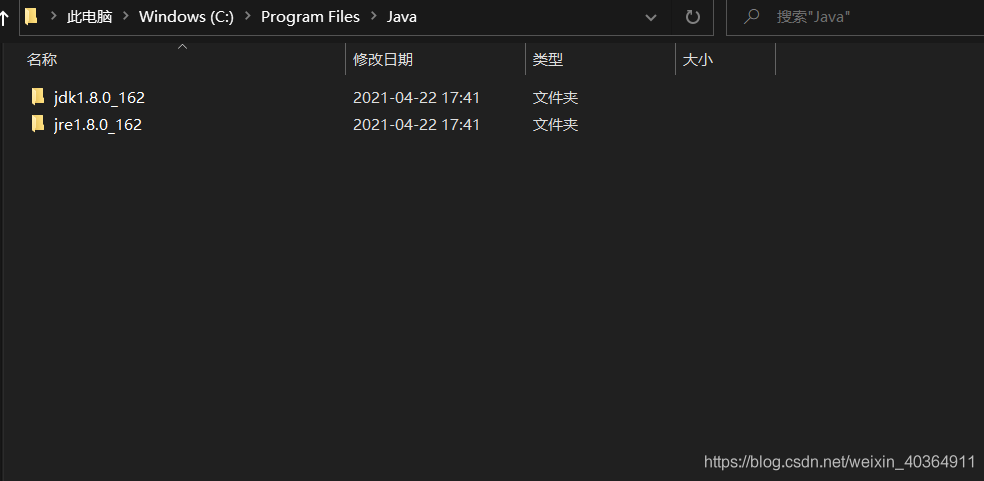 此电脑 > Windows (C:) > Program Files > Java
搜索"Java"
名称 修改日期 类型 大小
jdk1.8.0_162 2021-04-22 17:41 文件夹
jre1.8.0_162 2021-04-22 17:41 文件夹
https://blog.csdn.net/weixin_40364911